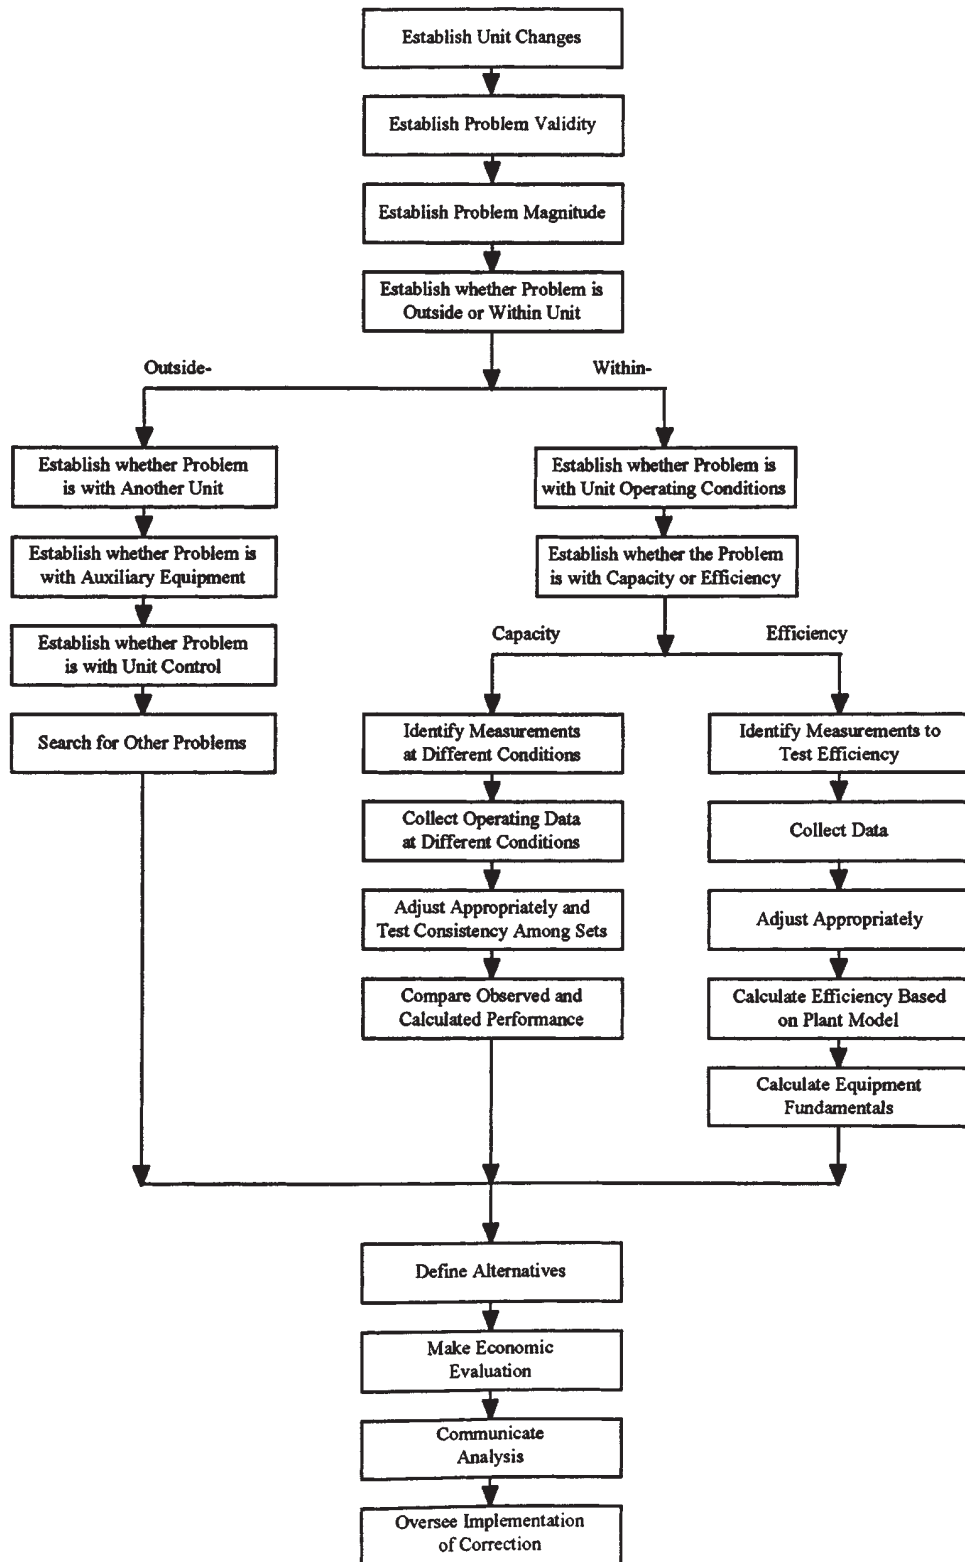 Establish Unit Changes
Establish Problem Validity
Establish Problem Magnitude
Establish whether Problem is
Outside or Within Unit
Outside-
Within-
Establish whether Problem
is with Another Unit
Establish whether Problem is
with Auxiliary Equipment
Establish whether Problem
is with Unit Control
Search for Other Problems
Establish whether Problem is
with Unit Operating Conditions
Establish whether the Problem
is with Capacity or Efficiency
Capacity
Efficiency
Identify Measurements
at Different Conditions
Collect Operating Data
at Different Conditions
Adjust Appropriately and
Test Consistency Among Sets
Compare Observed and
Calculated Performance
Identify Measurements to
Test Efficiency
Collect Data
Adjust Appropriately
Calculate Efficiency Based
on Plant Model
Calculate Equipment
Fundamentals
Define Alternatives
Make Economic
Evaluation
Communicate
Analysis
Oversee Implementation
of Correction